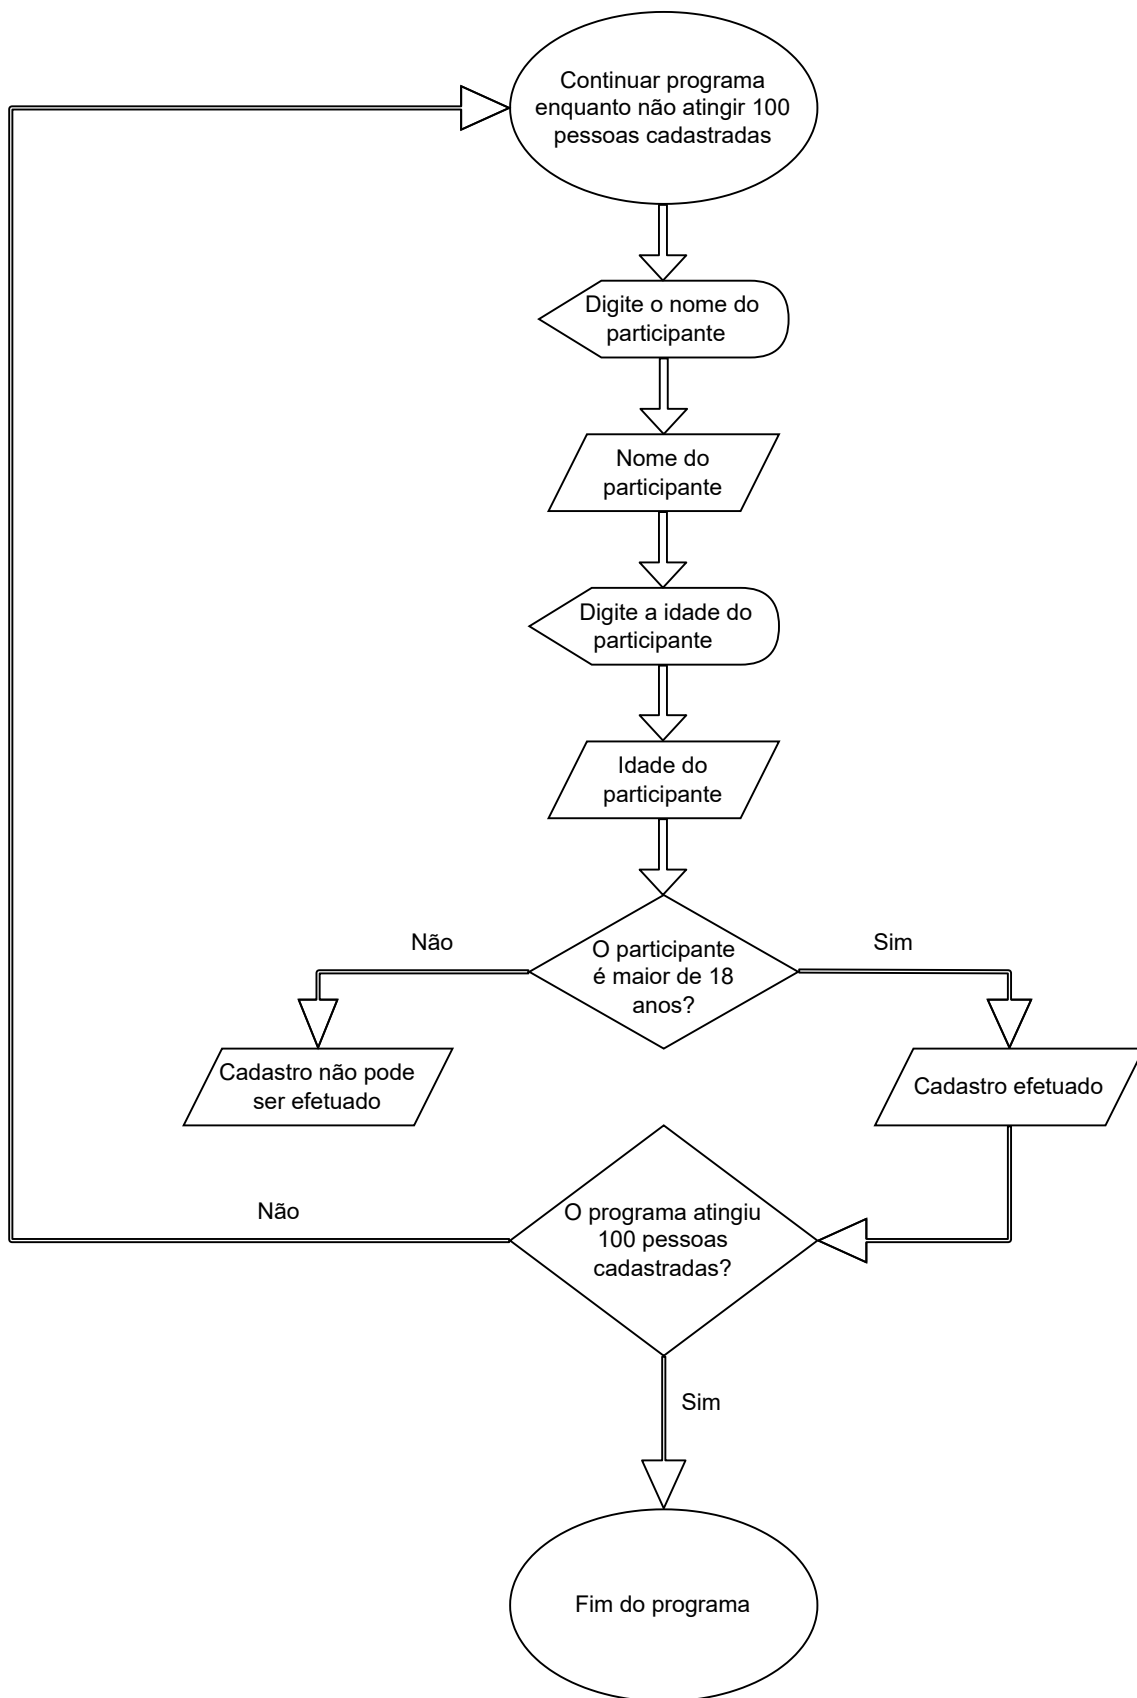 Continuar programa
enquanto não atingir 100
pessoas cadastradas
Digite o nome do
participante
Nome do
participante
Digite a idade do
participante
Idade do
participante
O participante
é maior de 18
anos?
Não
Sim
Cadastro não pode
ser efetuado
Cadastro efetuado
O programa atingiu
100 pessoas
cadastradas?
Não
Sim
Fim do programa